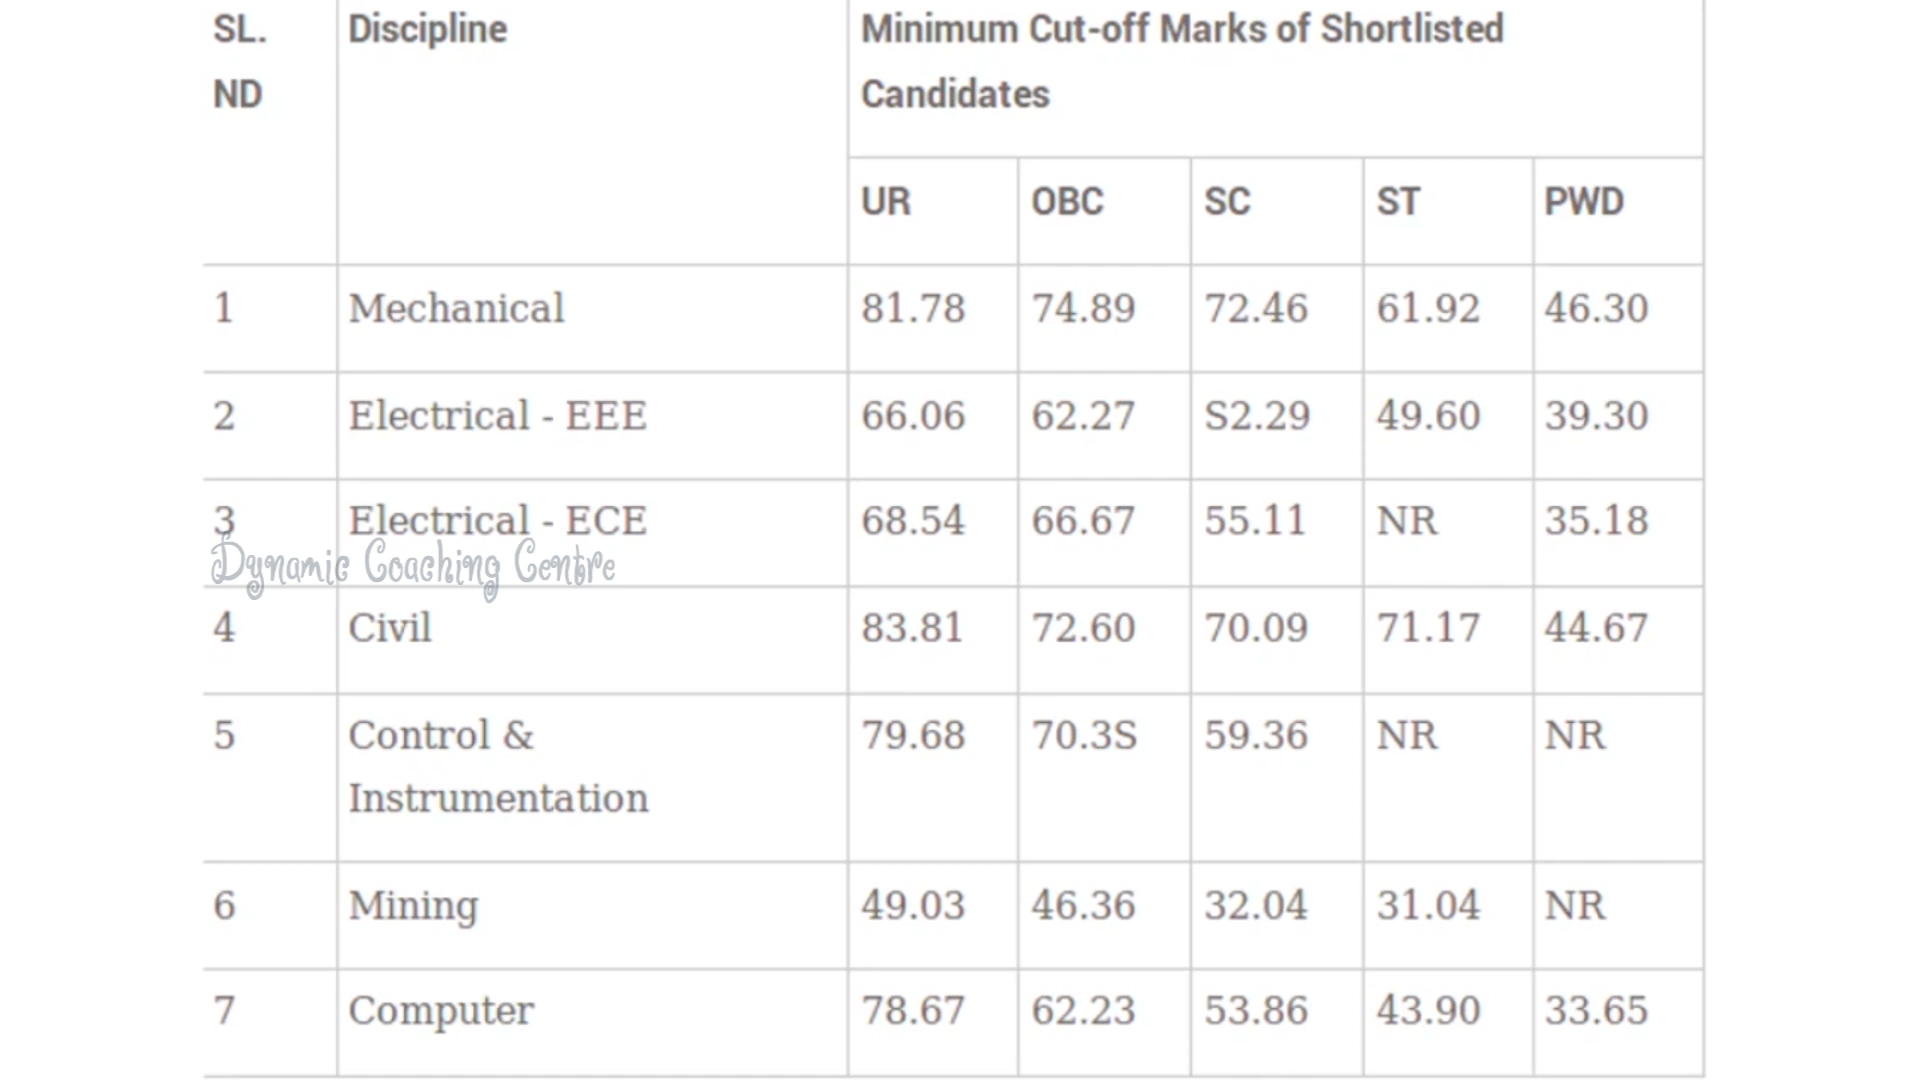 SL. Discipline Minimum Cut-off Marks of Shortlisted
ND Candidates
UR OBC SC ST PWD
1 Mechanical 81.78 74.89 72.46 61.92 46.30
2 Electrical - EEE 66.06 62.27 S2.29 49.60 39.30
3 Electrical - ECE 68.54 66.67 55.11 NR 35.18
Dynamic Coaching Centre
4 Civil 83.81 72.60 70.09 71.17 44.67
5 Control & 79.68 70.3S 59.36 NR NR
Instrumentation
6 Mining 49.03 46.36 32.04 31.04 NR
7 Computer 78.67 62.23 53.86 43.90 33.65